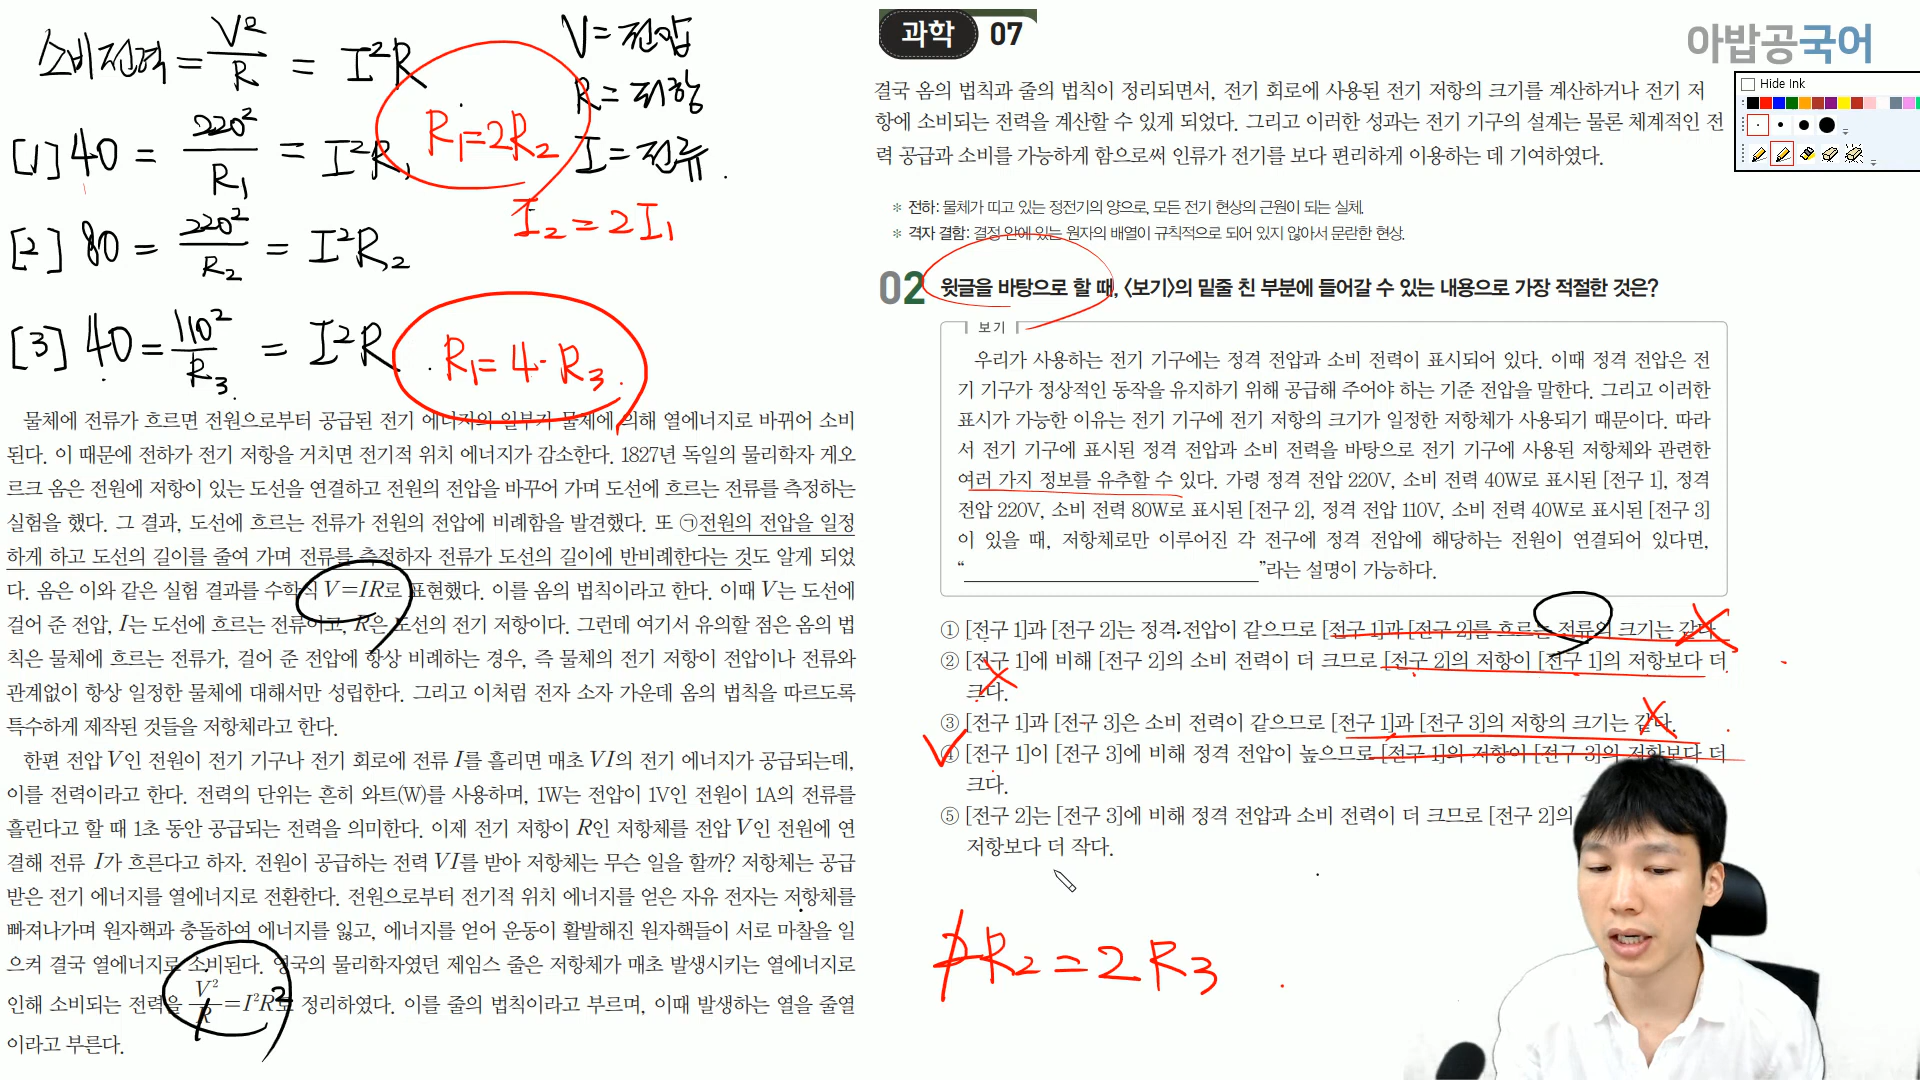 소비전력 = V²/R = I²R
V = 전압
R = 저항
I = 전류
[1] 40 = 220²/R₁ = I²R₁
R₁=2R₂
I₂ = 2I₁
[2] 80 = 220²/R₂ = I²R₂
[3] 40 = 110²/R₃ = I²R
R₁ = 4·R₃
물체에 전류가 흐르면 전원으로부터 공급된 전기 에너지의 일부가 물체에 의해 열에너지로 바뀌어 소비
된다. 이 때문에 전하가 전기 저항을 거치면 전기적 위치 에너지가 감소한다. 1827년 독일의 물리학자 게오
르크 옴은 전원에 저항이 있는 도선을 연결하고 전원의 전압을 바꾸어 가며 도선에 흐르는 전류를 측정하는
실험을 했다. 그 결과, 도선에 흐르는 전류가 전원의 전압에 비례함을 발견했다. 또 ㉠전원의 전압을 일정
하게 하고 도선의 길이를 줄여 가며 전류를 측정하자 전류가 도선의 길이에 반비례한다는 것도 알게 되었
다. 옴은 이와 같은 실험 결과를 수학식 V=IR로 표현했다. 이를 옴의 법칙이라고 한다. 이때 V는 도선에
걸어 준 전압, I는 도선에 흐르는 전류이고, R은 도선의 전기 저항이다. 그런데 여기서 유의할 점은 옴의 법
칙은 물체에 흐르는 전류가, 걸어 준 전압에 항상 비례하는 경우, 즉 물체의 전기 저항이 전압이나 전류와
관계없이 항상 일정한 물체에 대해서만 성립한다. 그리고 이처럼 전자 소자 가운데 옴의 법칙을 따르도록
특수하게 제작된 것들을 저항체라고 한다.
한편 전압 V인 전원이 전기 기구나 전기 회로에 전류 I를 흘리면 매초 VI의 전기 에너지가 공급되는데,
이를 전력이라고 한다. 전력의 단위는 흔히 와트(W)를 사용하며, 1W는 전압이 1V인 전원이 1A의 전류를
흘린다고 할 때 1초 동안 공급되는 전력을 의미한다. 이제 전기 저항이 R인 저항체를 전압 V인 전원에 연
결해 전류 I가 흐른다고 하자. 전원이 공급하는 전력 VI를 받아 저항체는 무슨 일을 할까? 저항체는 공급
받은 전기 에너지를 열에너지로 전환한다. 전원으로부터 전기적 위치 에너지를 얻은 자유 전자는 저항체를
빠져나가며 원자핵과 충돌하여 에너지를 잃고, 에너지를 얻어 운동이 활발해진 원자핵들이 서로 마찰을 일
으켜 결국 열에너지로 소비된다. 영국의 물리학자였던 제임스 줄은 저항체가 매초 발생시키는 열에너지로
인해 소비되는 전력을 V²/R=I²R로 정리하였다. 이를 줄의 법칙이라고 부르며, 이때 발생하는 열을 줄열
이라고 부른다.
과학 07
아밥공국어
Hide Ink
결국 옴의 법칙과 줄의 법칙이 정리되면서, 전기 회로에 사용된 전기 저항의 크기를 계산하거나 전기 저
항에 소비되는 전력을 계산할 수 있게 되었다. 그리고 이러한 성과는 전기 기구의 설계는 물론 체계적인 전
력 공급과 소비를 가능하게 함으로써 인류가 전기를 보다 편리하게 이용하는 데 기여하였다.
* 전하: 물체가 띠고 있는 정전기의 양으로, 모든 전기 현상의 근원이 되는 실체.
* 격자 결함: 결정 안에 있는 원자의 배열이 규칙적으로 되어 있지 않아서 문란한 현상.
02 윗글을 바탕으로 할 때, 〈보기〉의 밑줄 친 부분에 들어갈 수 있는 내용으로 가장 적절한 것은?
보기
우리가 사용하는 전기 기구에는 정격 전압과 소비 전력이 표시되어 있다. 이때 정격 전압은 전
기 기구가 정상적인 동작을 유지하기 위해 공급해 주어야 하는 기준 전압을 말한다. 그리고 이러한
표시가 가능한 이유는 전기 기구에 전기 저항의 크기가 일정한 저항체가 사용되기 때문이다. 따라
서 전기 기구에 표시된 정격 전압과 소비 전력을 바탕으로 전기 기구에 사용된 저항체와 관련한
여러 가지 정보를 유추할 수 있다. 가령 정격 전압 220V, 소비 전력 40W로 표시된 [전구 1], 정격
전압 220V, 소비 전력 80W로 표시된 [전구 2], 정격 전압 110V, 소비 전력 40W로 표시된 [전구 3]
이 있을 때, 저항체로만 이루어진 각 전구에 정격 전압에 해당하는 전원이 연결되어 있다면,
“ ”라는 설명이 가능하다.
① [전구 1]과 [전구 2]는 정격 전압이 같으므로 [전구 1]과 [전구 2]를 흐르는 전류의 크기는 같다.
② [전구 1]에 비해 [전구 2]의 소비 전력이 더 크므로 [전구 2]의 저항이 [전구 1]의 저항보다 더
크다.
③ [전구 1]과 [전구 3]은 소비 전력이 같으므로 [전구 1]과 [전구 3]의 저항의 크기는 같다.
④ [전구 1]이 [전구 3]에 비해 정격 전압이 높으므로 [전구 1]의 저항이 [전구 3]의 저항보다 더
크다.
⑤ [전구 2]는 [전구 3]에 비해 정격 전압과 소비 전력이 더 크므로 [전구 2]의
저항보다 더 작다.
R₂ = 2R₃